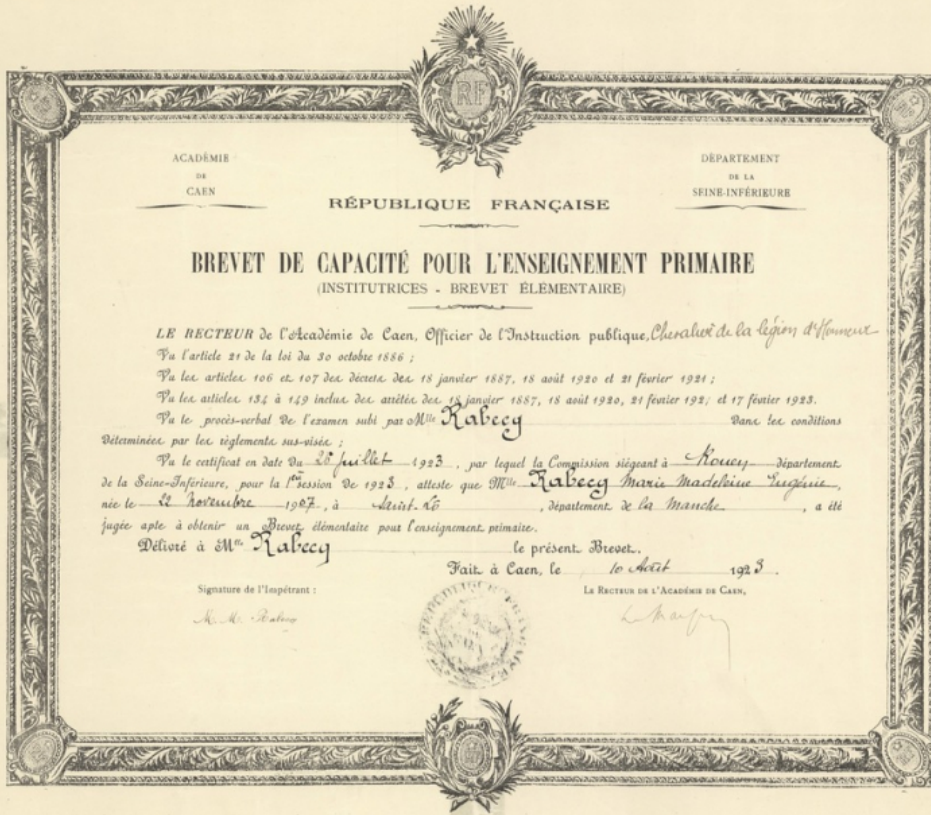 RF
ACADÉMIE
DE
CAEN
DÉPARTEMENT
DE LA
SEINE-INFÉRIEURE
RÉPUBLIQUE FRANÇAISE
BREVET DE CAPACITÉ POUR L'ENSEIGNEMENT PRIMAIRE
(INSTITUTRICES - BREVET ÉLÉMENTAIRE)
LE RECTEUR de l'Académie de Caen, Officier de l'Instruction publique, Chevalier de la légion d'Honneur
Vu l'article 21 de la loi du 30 octobre 1886 ;
Vu les articles 106 et 107 des décrets des 18 janvier 1887, 18 août 1920 et 21 février 1921 ;
Vu les articles 134 à 149 inclus des arrêtés des 18 janvier 1887, 18 août 1920, 21 février 192; et 17 février 1923.
Vu le procès-verbal de l'examen subi par Mlle Rabecq dans les conditions
déterminées par les règlements sus-visés ;
Vu le certificat en date du 26 juillet 1923, par lequel la Commission siégeant à Rouen département
de la Seine-Inférieure, pour la 1ère session de 1923, atteste que Mlle Rabecq Marie Madeleine Eugénie,
née le 22 Novembre 1907, à Saint-Lô, département de la Manche, a été
jugée apte à obtenir un Brevet élémentaire pour l'enseignement primaire.
Délivré à Mlle Rabecq le présent Brevet.
Fait à Caen, le 10 Août 1923.
Signature de l'Impétrant :
LE RECTEUR DE L'ACADÉMIE DE CAEN,
M. M. Rabecq